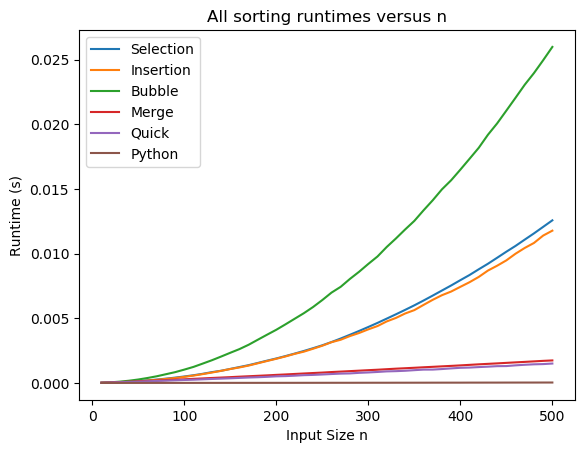 All sorting runtimes versus n
Selection
Insertion
Bubble
Merge
Quick
Python
Runtime (s)
0.025
0.020
0.015
0.010
0.005
0.000
0 100 200 300 400 500
Input Size n